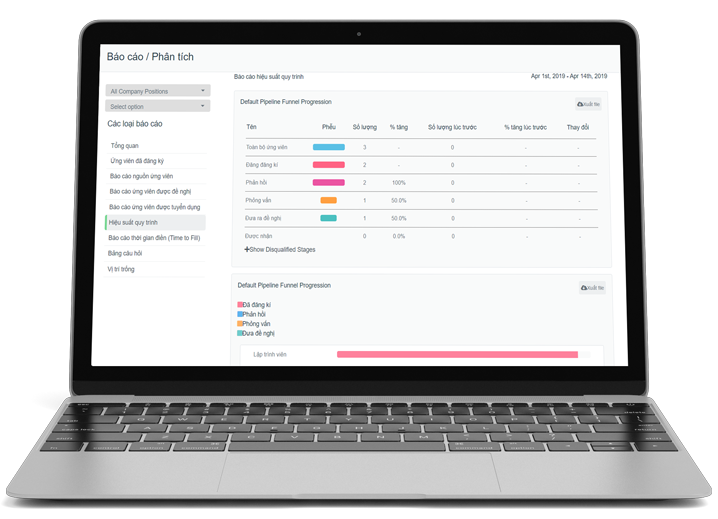 Báo cáo / Phân tích
All Company Positions
Select option
Các loại báo cáo
Tổng quan
Ứng viên đã đăng ký
Báo cáo nguồn ứng viên
Báo cáo ứng viên được đề nghị
Báo cáo ứng viên được tuyển dụng
Hiệu suất quy trình
Báo cáo thời gian điền (Time to Fill)
Bảng câu hỏi
Vị trí trống
Báo cáo hiệu suất quy trình Apr 1st, 2019 - Apr 14th, 2019
Default Pipeline Funnel Progression Xuất file
Tên Phễu Số lượng % tăng Số lượng lúc trước % tăng lúc trước Thay đổi
Toàn bộ ứng viên 3 - 0 - -
Đăng đăng kí 2 - 0 - -
Phản hồi 2 100% 0 - -
Phỏng vấn 1 50.0% 0 - -
Đưa ra đề nghị 1 50.0% 0 - -
Được nhận 0 0.0% 0 - -
+Show Disqualified Stages
Default Pipeline Funnel Progression Xuất file
Đã đăng kí
Phản hồi
Phỏng vấn
Đưa đề nghị
Lập trình viên